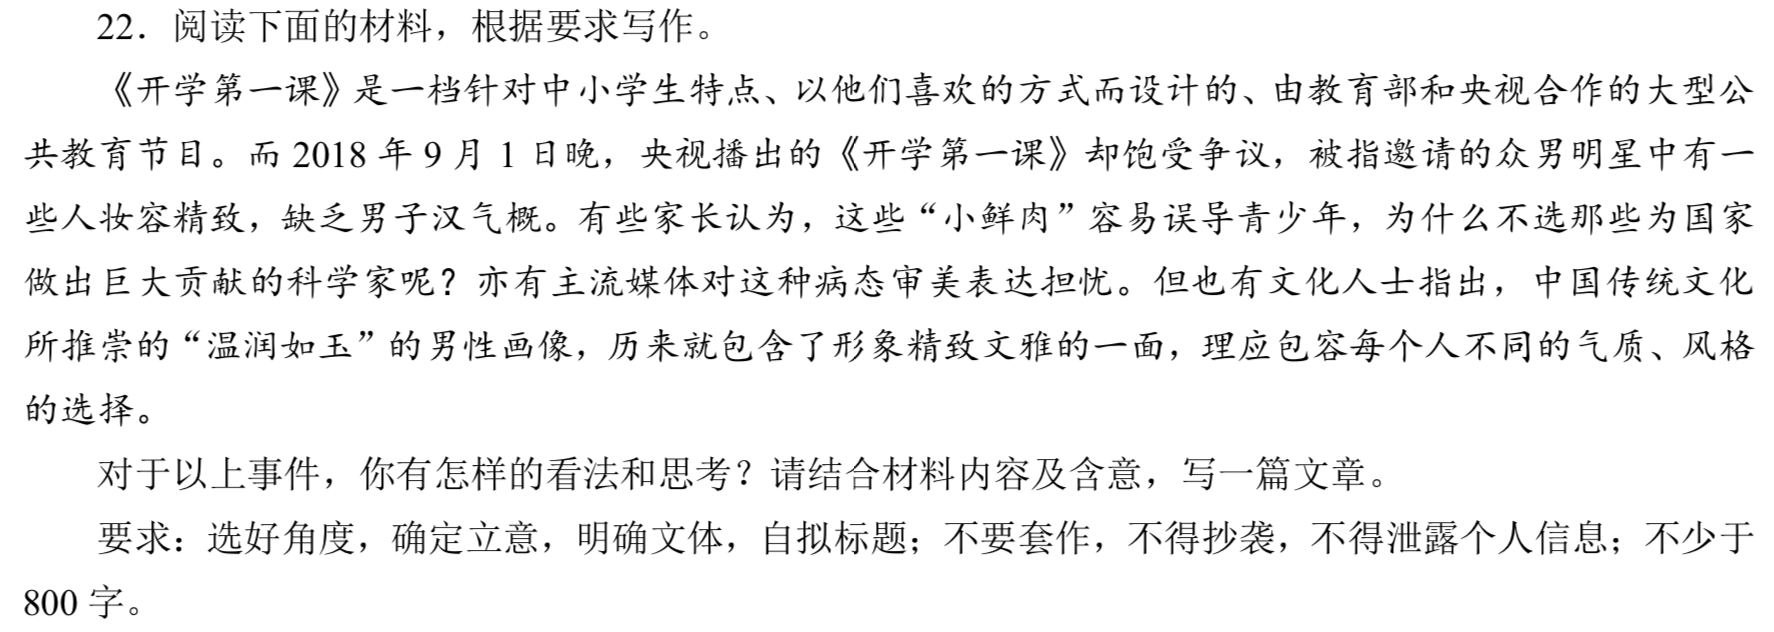 22．阅读下面的材料，根据要求写作。
《开学第一课》是一档针对中小学生特点、以他们喜欢的方式而设计的、由教育部和央视合作的大型公
共教育节目。而 2018 年 9 月 1 日晚，央视播出的《开学第一课》却饱受争议，被指邀请的众男明星中有一
些人妆容精致，缺乏男子汉气概。有些家长认为，这些“小鲜肉”容易误导青少年，为什么不选那些为国家
做出巨大贡献的科学家呢？亦有主流媒体对这种病态审美表达担忧。但也有文化人士指出，中国传统文化
所推崇的“温润如玉”的男性画像，历来就包含了形象精致文雅的一面，理应包容每个人不同的气质、风格
的选择。
对于以上事件，你有怎样的看法和思考？请结合材料内容及含意，写一篇文章。
要求：选好角度，确定立意，明确文体，自拟标题；不要套作，不得抄袭，不得泄露个人信息；不少于
800 字。